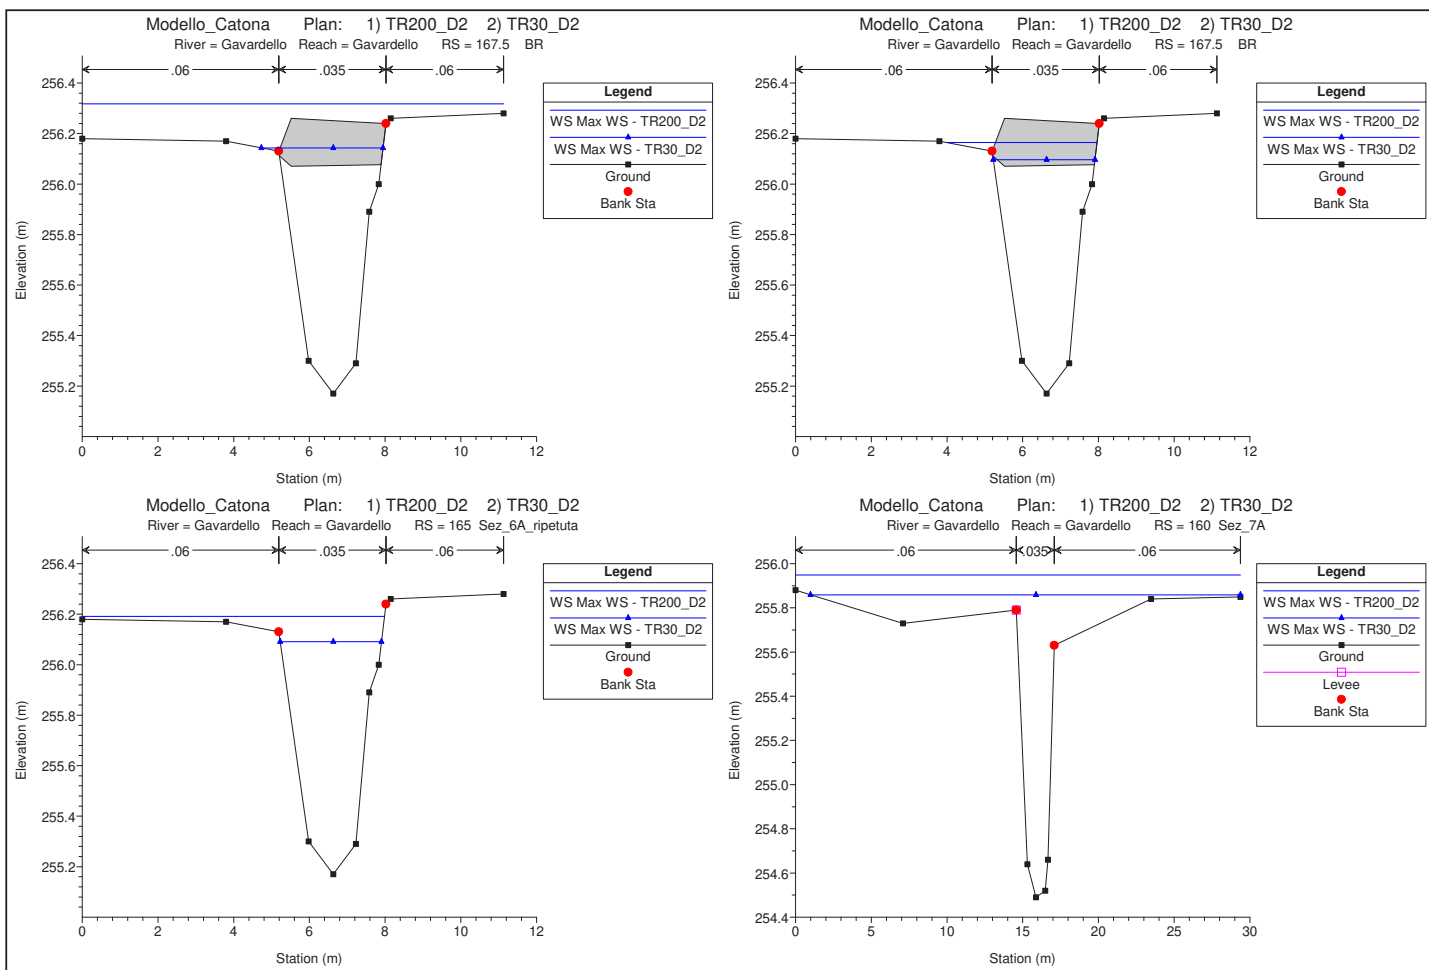 Modello_Catona Plan: 1) TR200_D2 2) TR30_D2
River = Gavardello Reach = Gavardello RS = 167.5 BR
.06 .035 .06
256.4
256.2
256.0
255.8
255.6
255.4
255.2
Elevation (m)
0 2 4 6 8 10 12
Station (m)
Legend
WS Max WS - TR200_D2
WS Max WS - TR30_D2
Ground
Bank Sta
Modello_Catona Plan: 1) TR200_D2 2) TR30_D2
River = Gavardello Reach = Gavardello RS = 167.5 BR
.06 .035 .06
256.4
256.2
256.0
255.8
255.6
255.4
255.2
Elevation (m)
0 2 4 6 8 10 12
Station (m)
Legend
WS Max WS - TR200_D2
WS Max WS - TR30_D2
Ground
Bank Sta
Modello_Catona Plan: 1) TR200_D2 2) TR30_D2
River = Gavardello Reach = Gavardello RS = 165 Sez_6A_ripetuta
.06 .035 .06
256.4
256.2
256.0
255.8
255.6
255.4
255.2
Elevation (m)
0 2 4 6 8 10 12
Station (m)
Legend
WS Max WS - TR200_D2
WS Max WS - TR30_D2
Ground
Bank Sta
Modello_Catona Plan: 1) TR200_D2 2) TR30_D2
River = Gavardello Reach = Gavardello RS = 160 Sez_7A
.06 .035 .06
256.0
255.8
255.6
255.4
255.2
255.0
254.8
254.6
254.4
Elevation (m)
0 5 10 15 20 25 30
Station (m)
Legend
WS Max WS - TR200_D2
WS Max WS - TR30_D2
Ground
Levee
Bank Sta